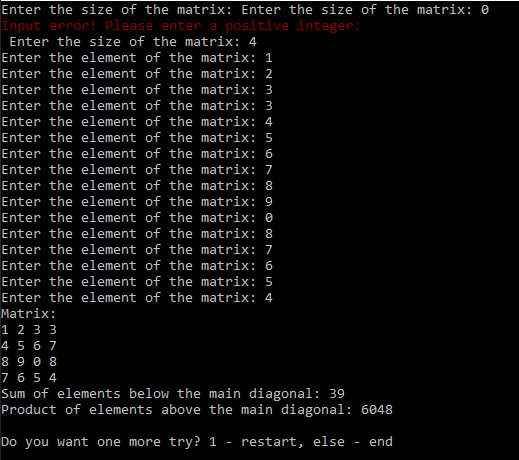 Enter the size of the matrix: Enter the size of the matrix: 0
Input error! Please enter a positive integer:
Enter the size of the matrix: 4
Enter the element of the matrix: 1
Enter the element of the matrix: 2
Enter the element of the matrix: 3
Enter the element of the matrix: 3
Enter the element of the matrix: 4
Enter the element of the matrix: 5
Enter the element of the matrix: 6
Enter the element of the matrix: 7
Enter the element of the matrix: 8
Enter the element of the matrix: 9
Enter the element of the matrix: 0
Enter the element of the matrix: 8
Enter the element of the matrix: 7
Enter the element of the matrix: 6
Enter the element of the matrix: 5
Enter the element of the matrix: 4
Matrix:
1 2 3 3
4 5 6 7
8 9 0 8
7 6 5 4
Sum of elements below the main diagonal: 39
Product of elements above the main diagonal: 6048
Do you want one more try? 1 - restart, else - end